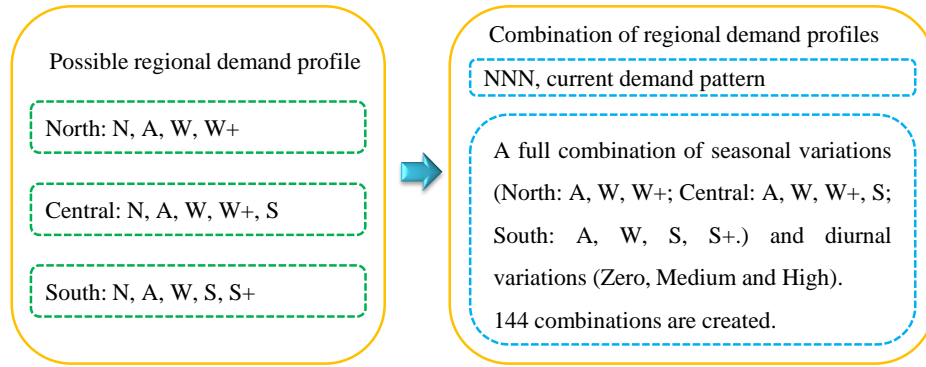 Possible regional demand profile
North: N, A, W, W+
Central: N, A, W, W+, S
South: N, A, W, S, S+
Combination of regional demand profiles
NNN, current demand pattern
A full combination of seasonal variations
(North: A, W, W+; Central: A, W, W+, S;
South: A, W, S, S+.) and diurnal
variations (Zero, Medium and High).
144 combinations are created.